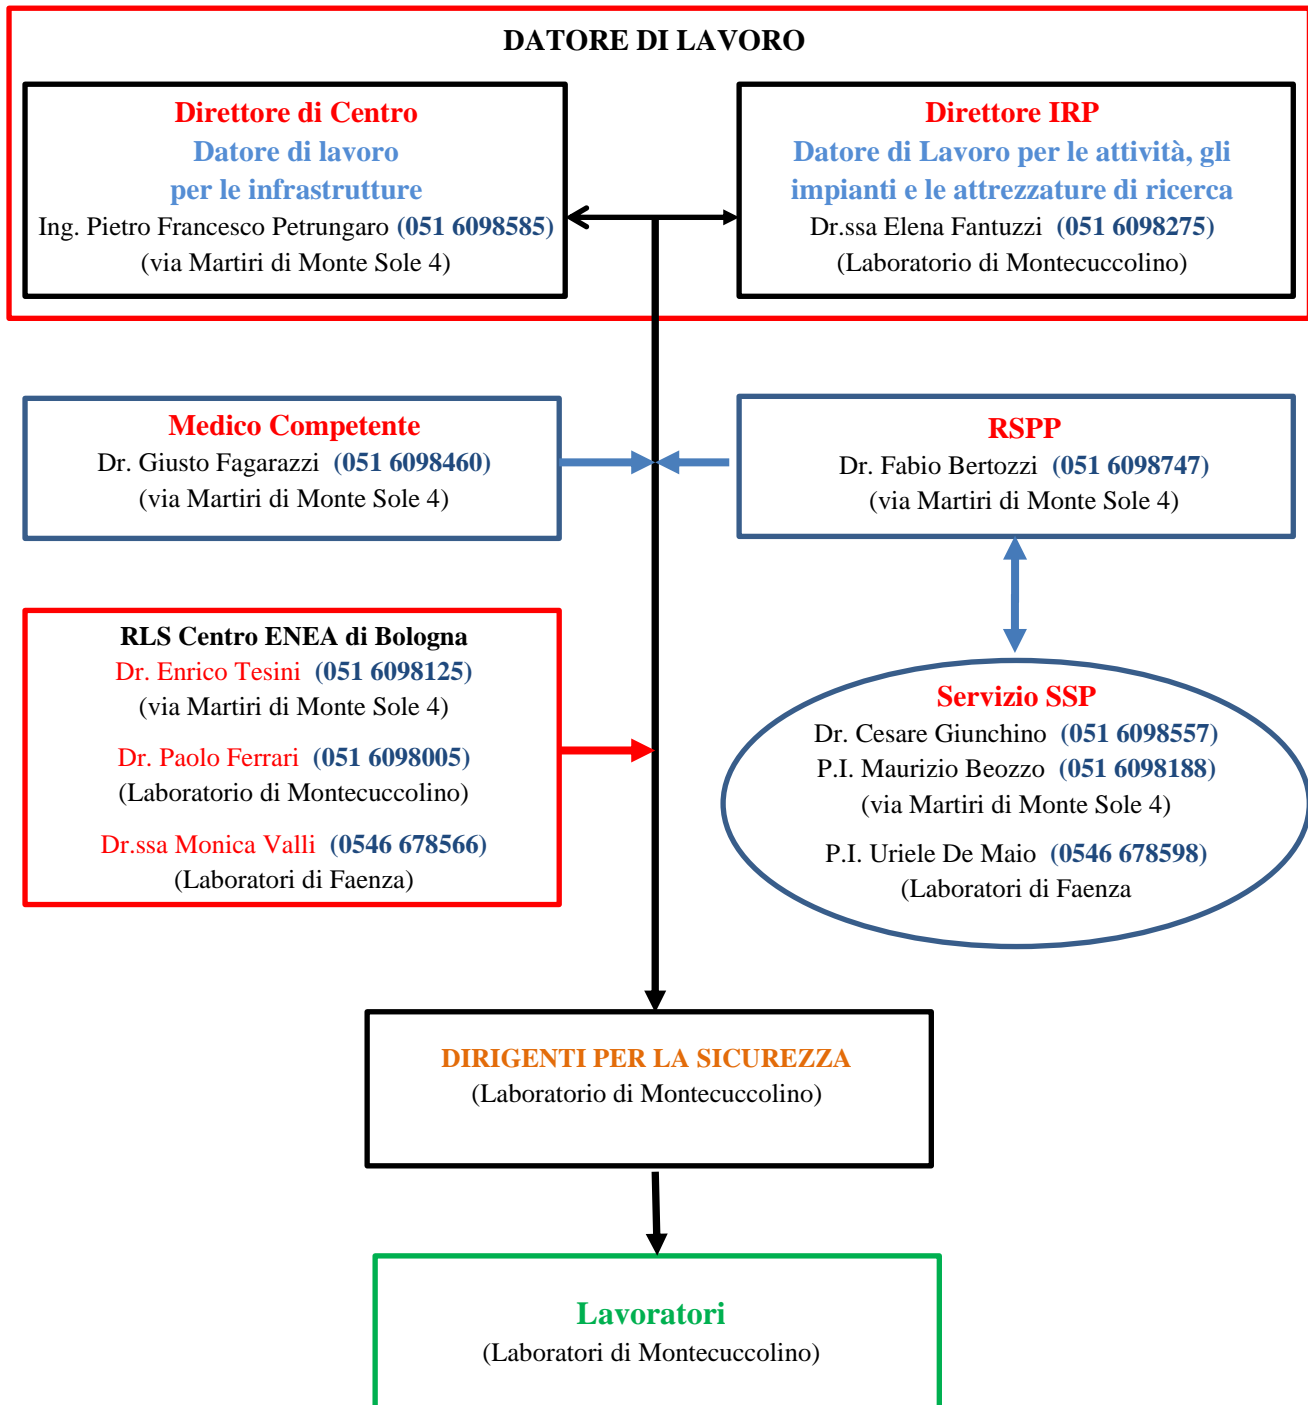 DATORE DI LAVORO
Direttore di Centro
Datore di lavoro
per le infrastrutture
Ing. Pietro Francesco Petrungaro (051 6098585)
(via Martiri di Monte Sole 4)
Direttore IRP
Datore di Lavoro per le attività, gli
impianti e le attrezzature di ricerca
Dr.ssa Elena Fantuzzi (051 6098275)
(Laboratorio di Montecuccolino)
Medico Competente
Dr. Giusto Fagarazzi (051 6098460)
(via Martiri di Monte Sole 4)
RSPP
Dr. Fabio Bertozzi (051 6098747)
(via Martiri di Monte Sole 4)
RLS Centro ENEA di Bologna
Dr. Enrico Tesini (051 6098125)
(via Martiri di Monte Sole 4)
Dr. Paolo Ferrari (051 6098005)
(Laboratorio di Montecuccolino)
Dr.ssa Monica Valli (0546 678566)
(Laboratori di Faenza)
Servizio SSP
Dr. Cesare Giunchino (051 6098557)
P.I. Maurizio Beozzo (051 6098188)
(via Martiri di Monte Sole 4)
P.I. Uriele De Maio (0546 678598)
(Laboratori di Faenza
DIRIGENTI PER LA SICUREZZA
(Laboratorio di Montecuccolino)
Lavoratori
(Laboratori di Montecuccolino)